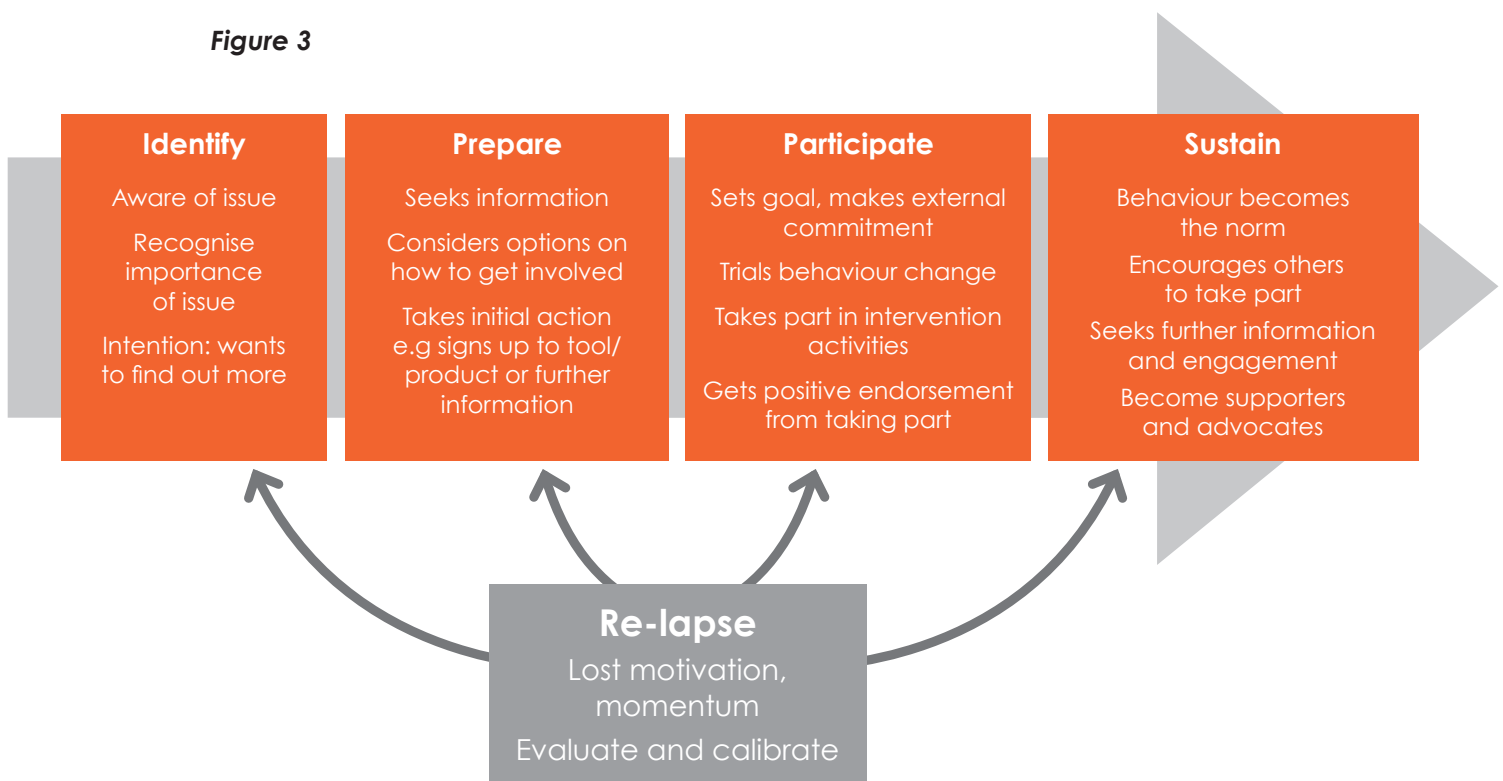 Figure 3
Identify
Aware of issue
Recognise
importance
of issue
Intention: wants
to find out more
Prepare
Seeks information
Considers options on
how to get involved
Takes initial action
e.g signs up to tool/
product or further
information
Participate
Sets goal, makes external
commitment
Trials behaviour change
Takes part in intervention
activities
Gets positive endorsement
from taking part
Sustain
Behaviour becomes
the norm
Encourages others
to take part
Seeks further information
and engagement
Become supporters
and advocates
Re-lapse
Lost motivation,
momentum
Evaluate and calibrate